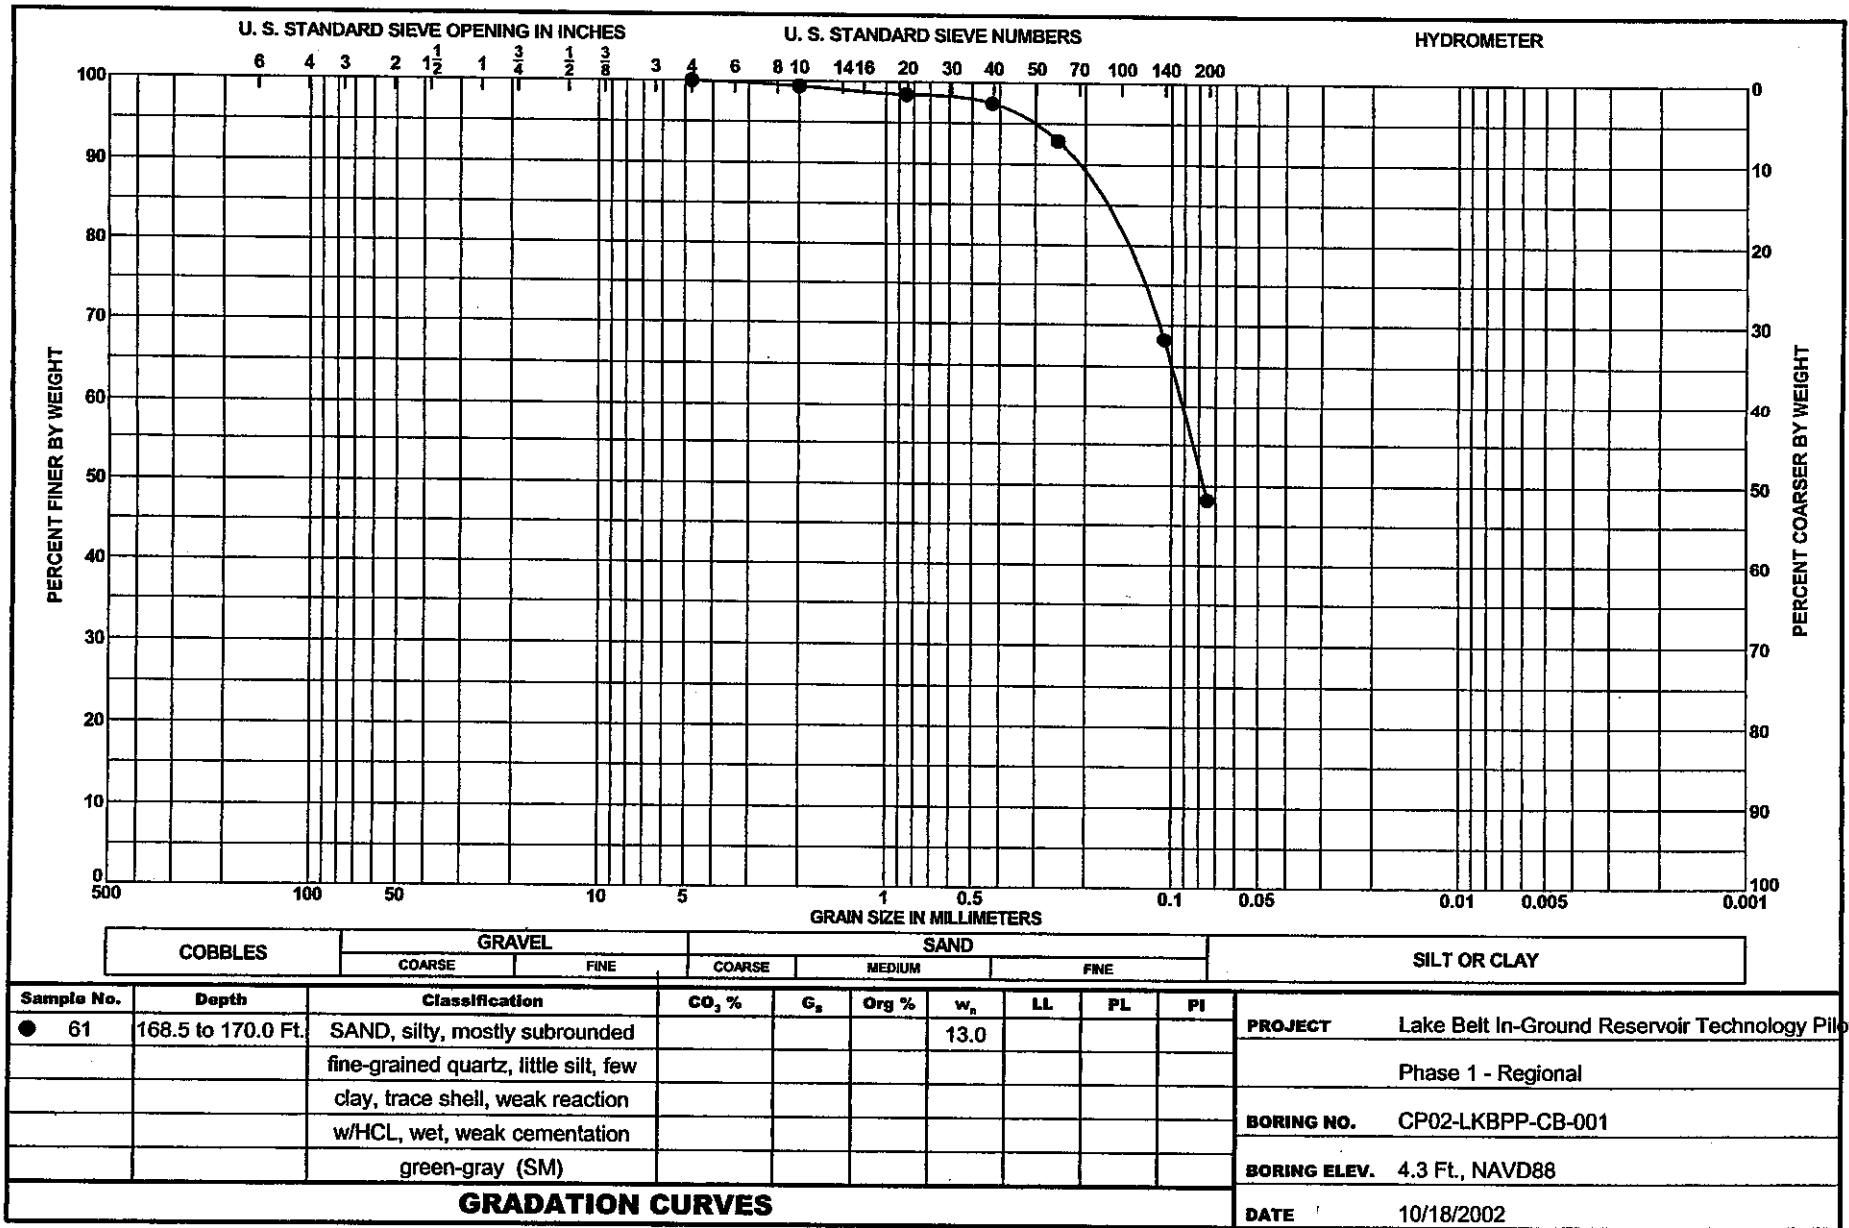 U. S. STANDARD SIEVE OPENING IN INCHES U. S. STANDARD SIEVE NUMBERS HYDROMETER
6 4 3 2 1 1/2 1 3/4 1/2 3/8 3 4 6 8 10 14 16 20 30 40 50 70 100 140 200
100 0
90 10
80 20
70 30
60 40
50 50
40 60
30 70
20 80
10 90
0 100
PERCENT FINER BY WEIGHT
PERCENT COARSER BY WEIGHT
500 100 50 10 5 1 0.5 0.1 0.05 0.01 0.005 0.001
GRAIN SIZE IN MILLIMETERS
COBBLES GRAVEL SAND SILT OR CLAY
COARSE FINE COARSE MEDIUM FINE
Sample No. Depth Classification CO₃ % Gₛ Org % wₙ LL PL PI
61 168.5 to 170.0 Ft. SAND, silty, mostly subrounded 13.0
fine-grained quartz, little silt, few
clay, trace shell, weak reaction
w/HCL, wet, weak cementation
green-gray (SM)
GRADATION CURVES
PROJECT Lake Belt In-Ground Reservoir Technology Pilo
Phase 1 - Regional
BORING NO. CP02-LKBPP-CB-001
BORING ELEV. 4.3 Ft., NAVD88
DATE 10/18/2002